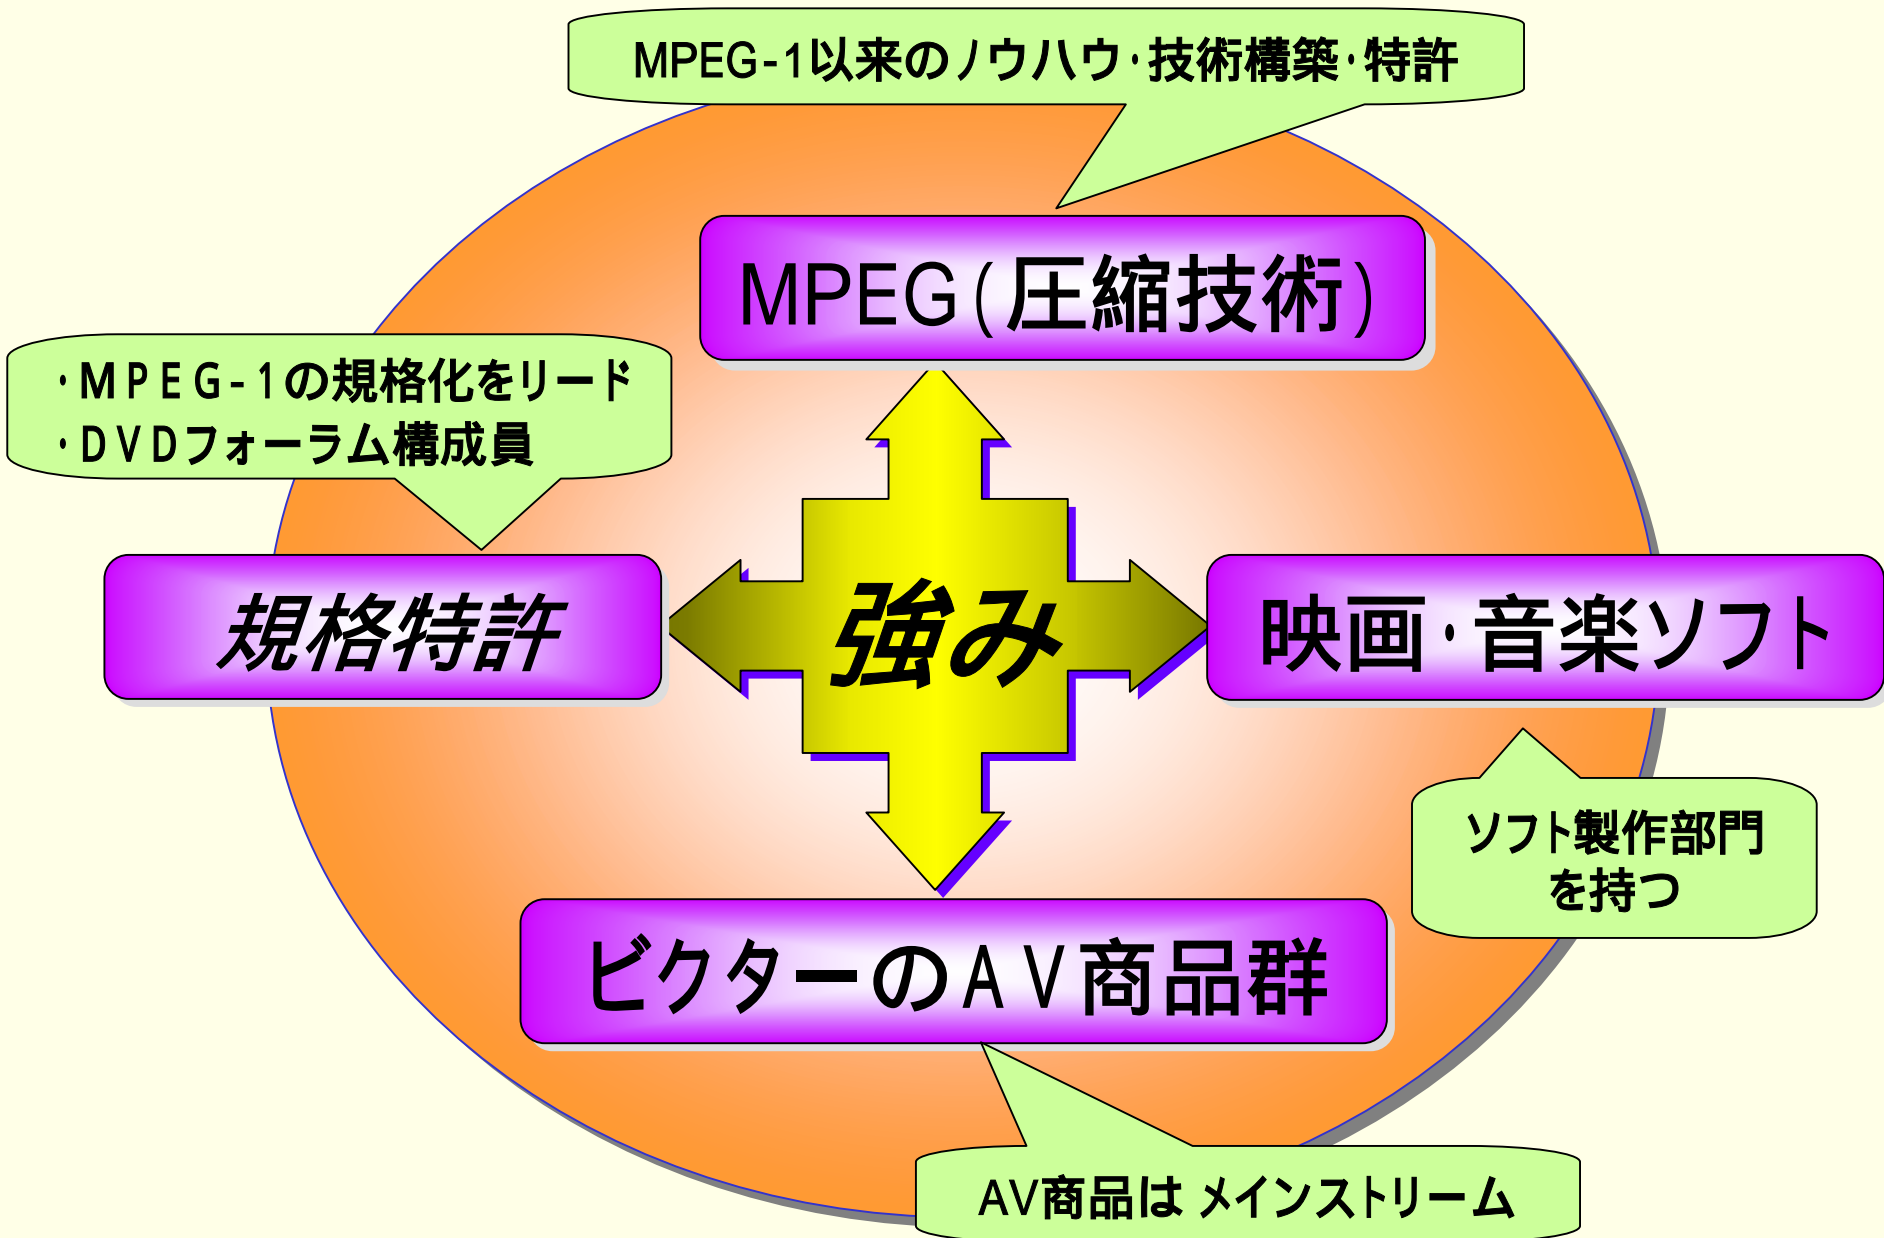 MPEG-1以来のノウハウ・技術構築・特許
MPEG(圧縮技術)
・MPEG-1の規格化をリード
・DVDフォーラム構成員
規格特許
強み
映画・音楽ソフト
ソフト製作部門
を持つ
ビクターのAV商品群
AV商品は メインストリーム